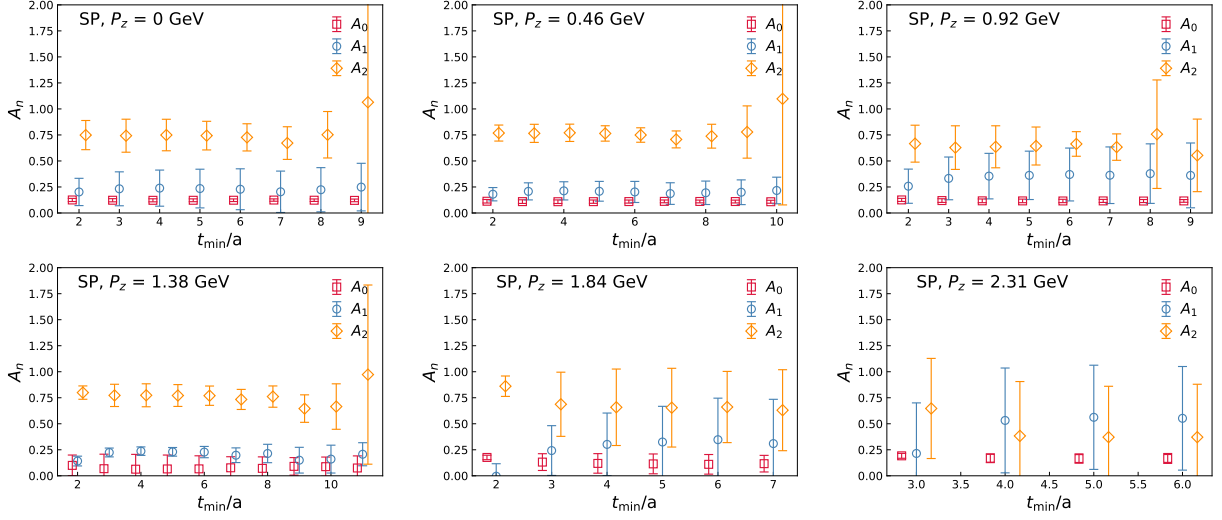 SP, P_z = 0 GeV
A_0
A_1
A_2
A_n
2.00
1.75
1.50
1.25
1.00
0.75
0.50
0.25
0.00
2 3 4 5 6 7 8 9
t_min/a
SP, P_z = 0.46 GeV
A_0
A_1
A_2
A_n
2.00
1.75
1.50
1.25
1.00
0.75
0.50
0.25
0.00
2 4 6 8 10
t_min/a
SP, P_z = 0.92 GeV
A_0
A_1
A_2
A_n
2.00
1.75
1.50
1.25
1.00
0.75
0.50
0.25
0.00
2 3 4 5 6 7 8 9
t_min/a
SP, P_z = 1.38 GeV
A_0
A_1
A_2
A_n
2.00
1.75
1.50
1.25
1.00
0.75
0.50
0.25
0.00
2 4 6 8 10
t_min/a
SP, P_z = 1.84 GeV
A_0
A_1
A_2
A_n
2.00
1.75
1.50
1.25
1.00
0.75
0.50
0.25
0.00
2 3 4 5 6 7
t_min/a
SP, P_z = 2.31 GeV
A_0
A_1
A_2
A_n
2.00
1.75
1.50
1.25
1.00
0.75
0.50
0.25
0.00
3.0 3.5 4.0 4.5 5.0 5.5 6.0
t_min/a